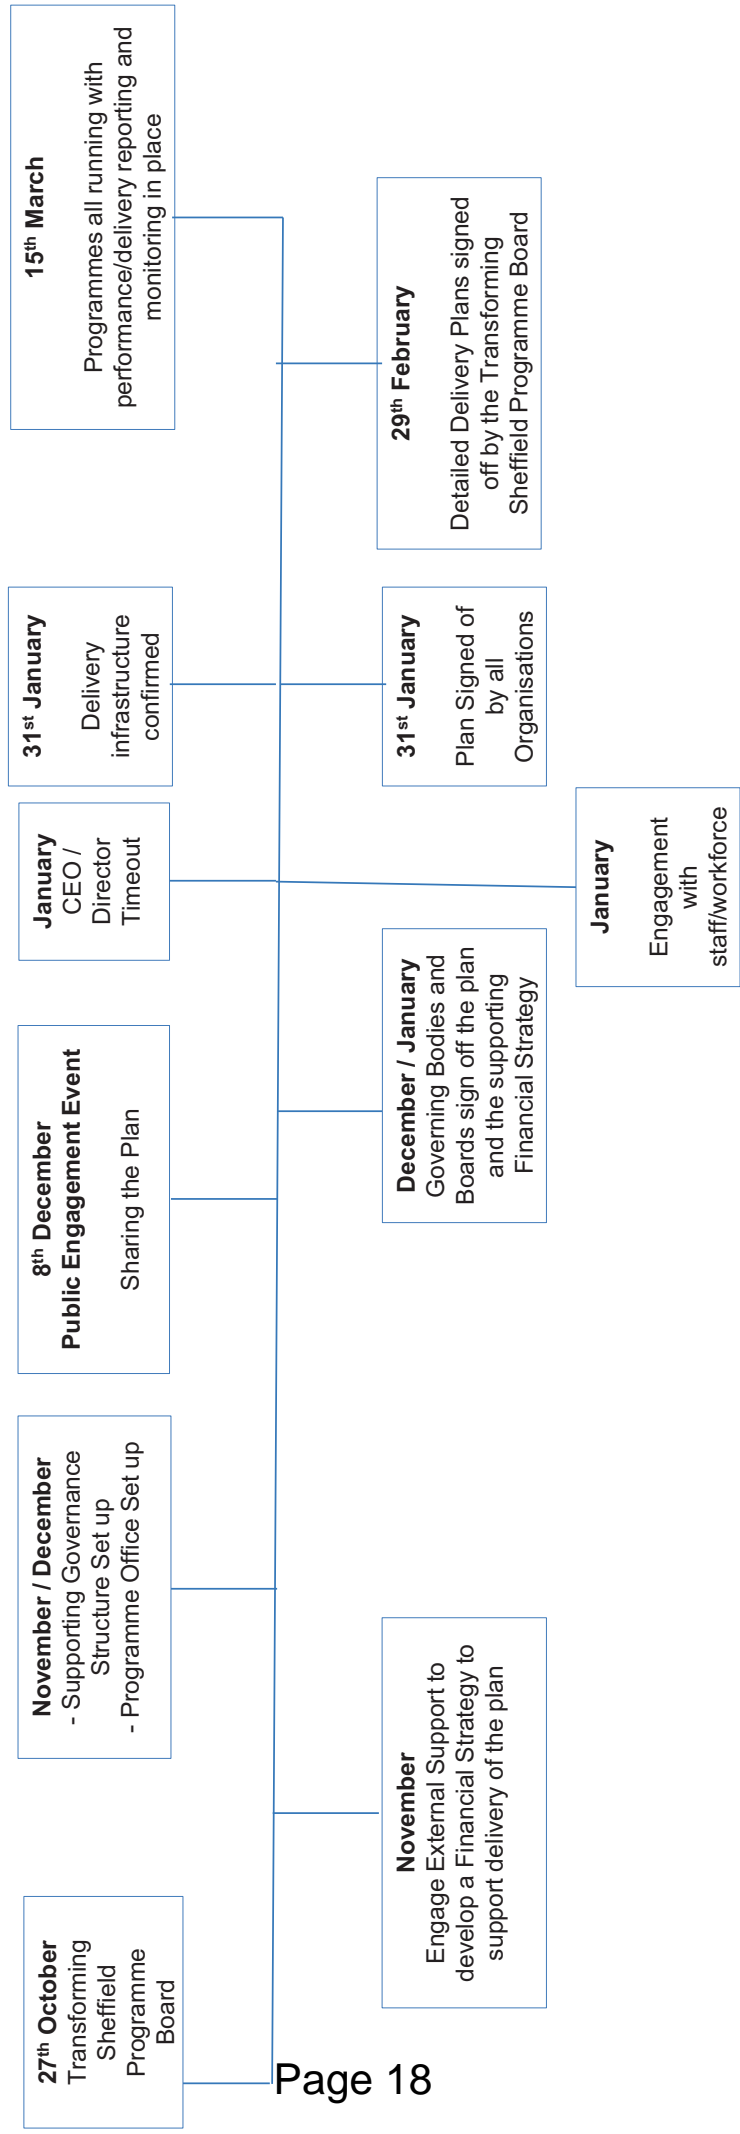 27th October
Transforming
Sheffield
Programme
Board
November / December
- Supporting Governance
Structure Set up
- Programme Office Set up
8th December
Public Engagement Event
Sharing the Plan
January
CEO /
Director
Timeout
31st January
Delivery
infrastructure
confirmed
15th March
Programmes all running with
performance/delivery reporting and
monitoring in place
November
Engage External Support to
develop a Financial Strategy to
support delivery of the plan
December / January
Governing Bodies and
Boards sign off the plan
and the supporting
Financial Strategy
31st January
Plan Signed of
by all
Organisations
29th February
Detailed Delivery Plans signed
off by the Transforming
Sheffield Programme Board
January
Engagement
with
staff/workforce
Page 18